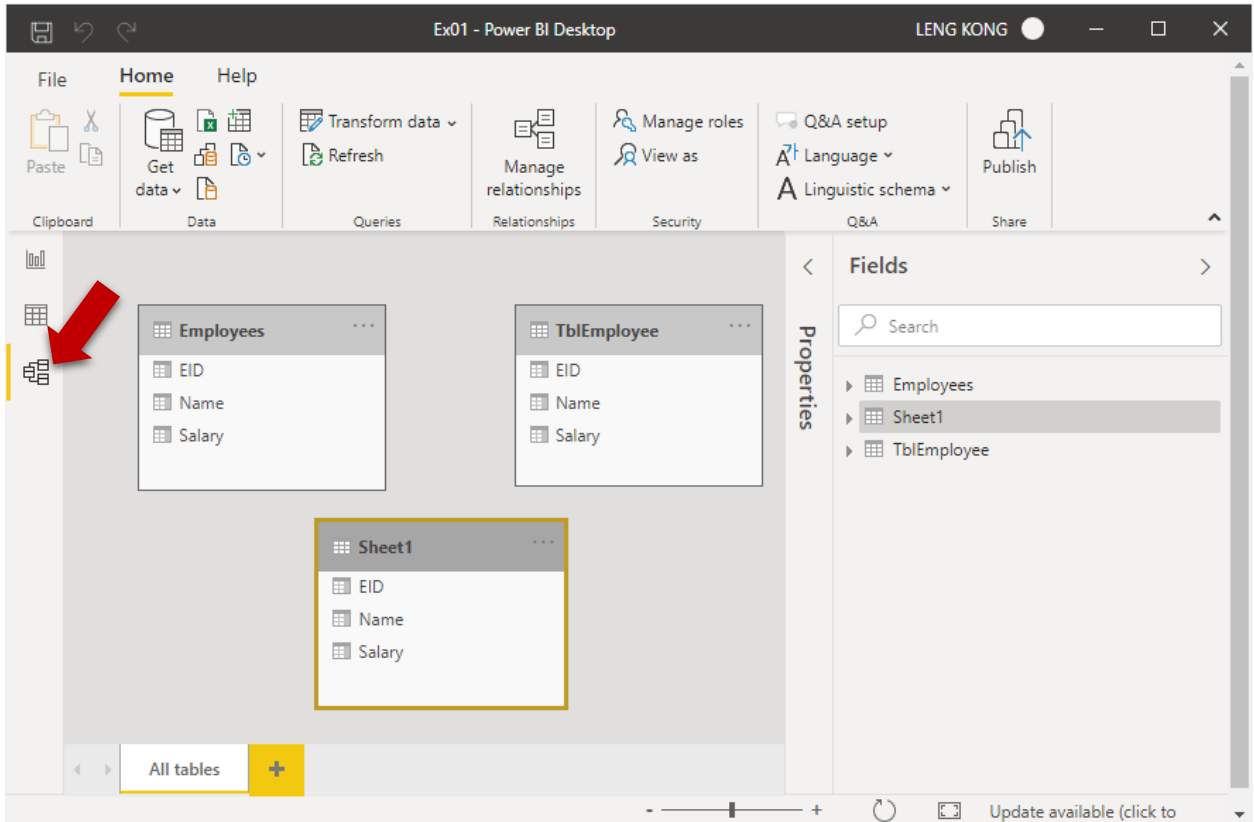 Ex01 - Power BI Desktop
LENG KONG
File
Home
Help
Paste
Clipboard
Get
data
Data
Transform data
Refresh
Queries
Manage
relationships
Relationships
Manage roles
View as
Security
Q&A setup
Language
Linguistic schema
Q&A
Publish
Share
Employees
EID
Name
Salary
TblEmployee
EID
Name
Salary
Sheet1
EID
Name
Salary
Properties
Fields
Search
Employees
Sheet1
TblEmployee
All tables
+
-
+
Update available (click to